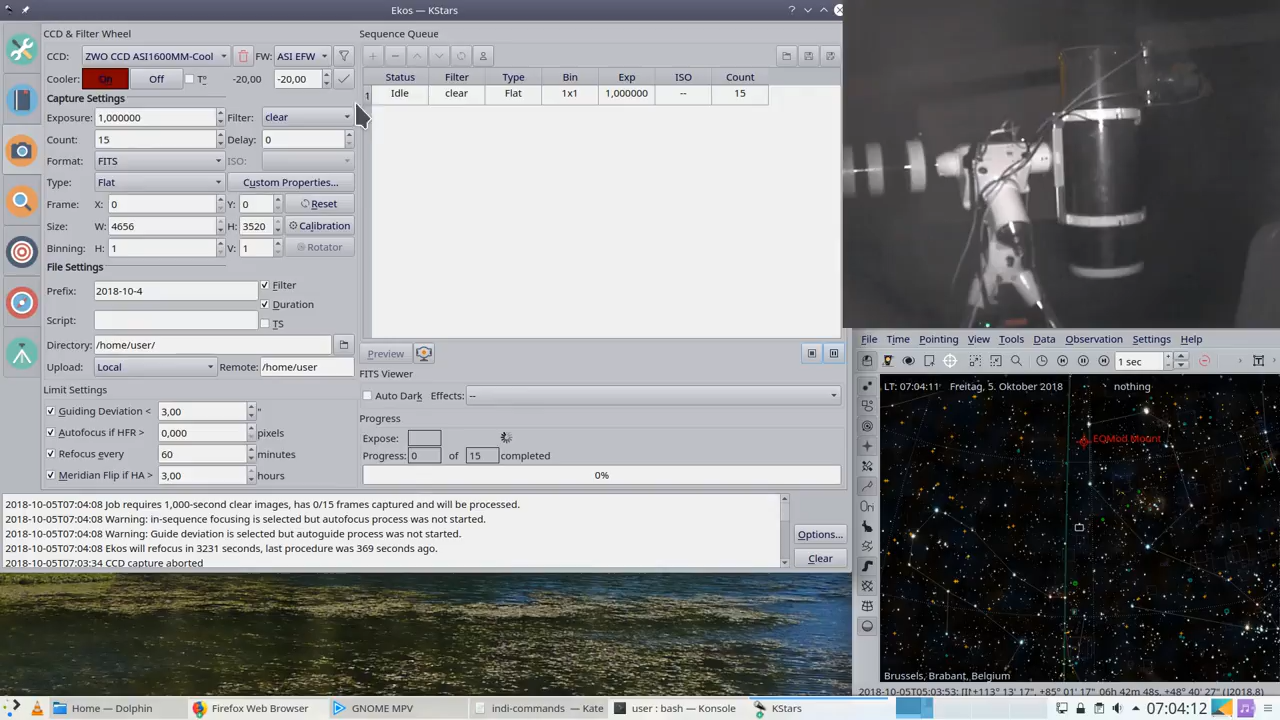 Ekos — KStars
CCD & Filter Wheel
CCD: ZWO CCD ASI1600MM-Cool FW: ASI EFW
Cooler: On Off T° -20,00 -20,00
Capture Settings
Exposure: 1,000000 Filter: clear
Count: 15 Delay: 0
Format: FITS ISO:
Type: Flat Custom Properties...
Frame: X: 0 Y: 0 Reset
Size: W: 4656 H: 3520 Calibration
Binning: H: 1 V: 1 Rotator
File Settings
Prefix: 2018-10-4 Filter
Duration
Script: TS
Directory: /home/user/
Upload: Local Remote: /home/user
Limit Settings
Guiding Deviation < 3,00 "
Autofocus if HFR > 0,000 pixels
Refocus every 60 minutes
Meridian Flip if HA > 3,00 hours
Sequence Queue
Status Filter Type Bin Exp ISO Count
1 Idle clear Flat 1x1 1,000000 -- 15
Preview
FITS Viewer
Auto Dark Effects: --
Progress
Expose:
Progress: 0 of 15 completed
0%
2018-10-05T07:04:08 Job requires 1,000-second clear images, has 0/15 frames captured and will be processed.
2018-10-05T07:04:08 Warning: in-sequence focusing is selected but autofocus process was not started.
2018-10-05T07:04:08 Warning: Guide deviation is selected but autoguide process was not started.
2018-10-05T07:04:08 Ekos will refocus in 3231 seconds, last procedure was 369 seconds ago.
2018-10-05T07:03:34 CCD capture aborted
Options...
Clear
File Time Pointing View Tools Data Observation Settings Help
1 sec
LT: 07:04:11 Freitag, 5. Oktober 2018 nothing
EQMod Mount
Ori
Brussels, Brabant, Belgium
Home — Dolphin Firefox Web Browser GNOME MPV indi-commands — Kate user : bash — Konsole KStars 07:04:12